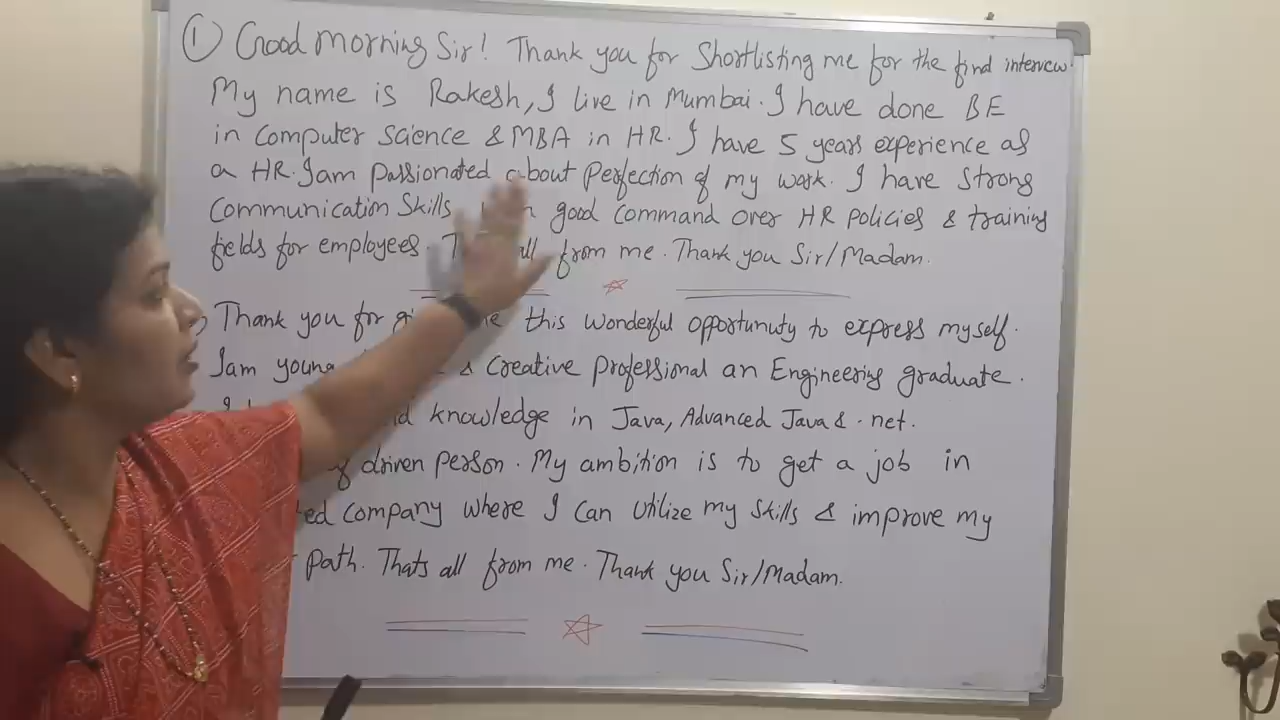 ① Good morning Sir! Thank you for Shortlisting me for the find interview.
My name is Rakesh, I live in Mumbai. I have done BE
in Computer Science & MBA in HR. I have 5 years experience as
a HR. I am passionated about perfection of my work. I have Strong
Communication Skills good Command over HR policies & training
fields for employees. all from me. Thank you Sir/Madam.
Thank you for this wonderful opportunuty to express myself.
I am young & Creative Professional an Engineering graduate.
knowledge in Java, Advanced Java & .net.
driven person. My ambition is to get a job in
company where I can utilize my skills & improve my
path. Thats all from me. Thank you Sir/Madam.